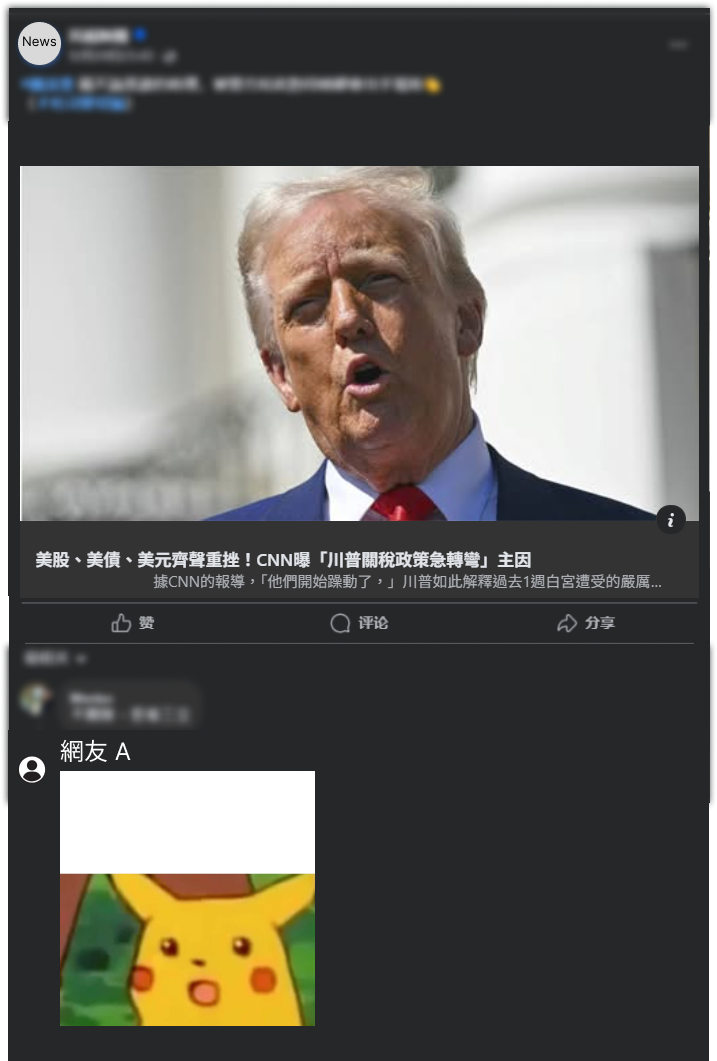 News
美股、美債、美元齊聲重挫！CNN曝「川普關稅政策急轉彎」主因
據CNN的報導，「他們開始躁動了，」川普如此解釋過去1週白宮遭受的嚴厲...
赞
评论
分享
網友 A